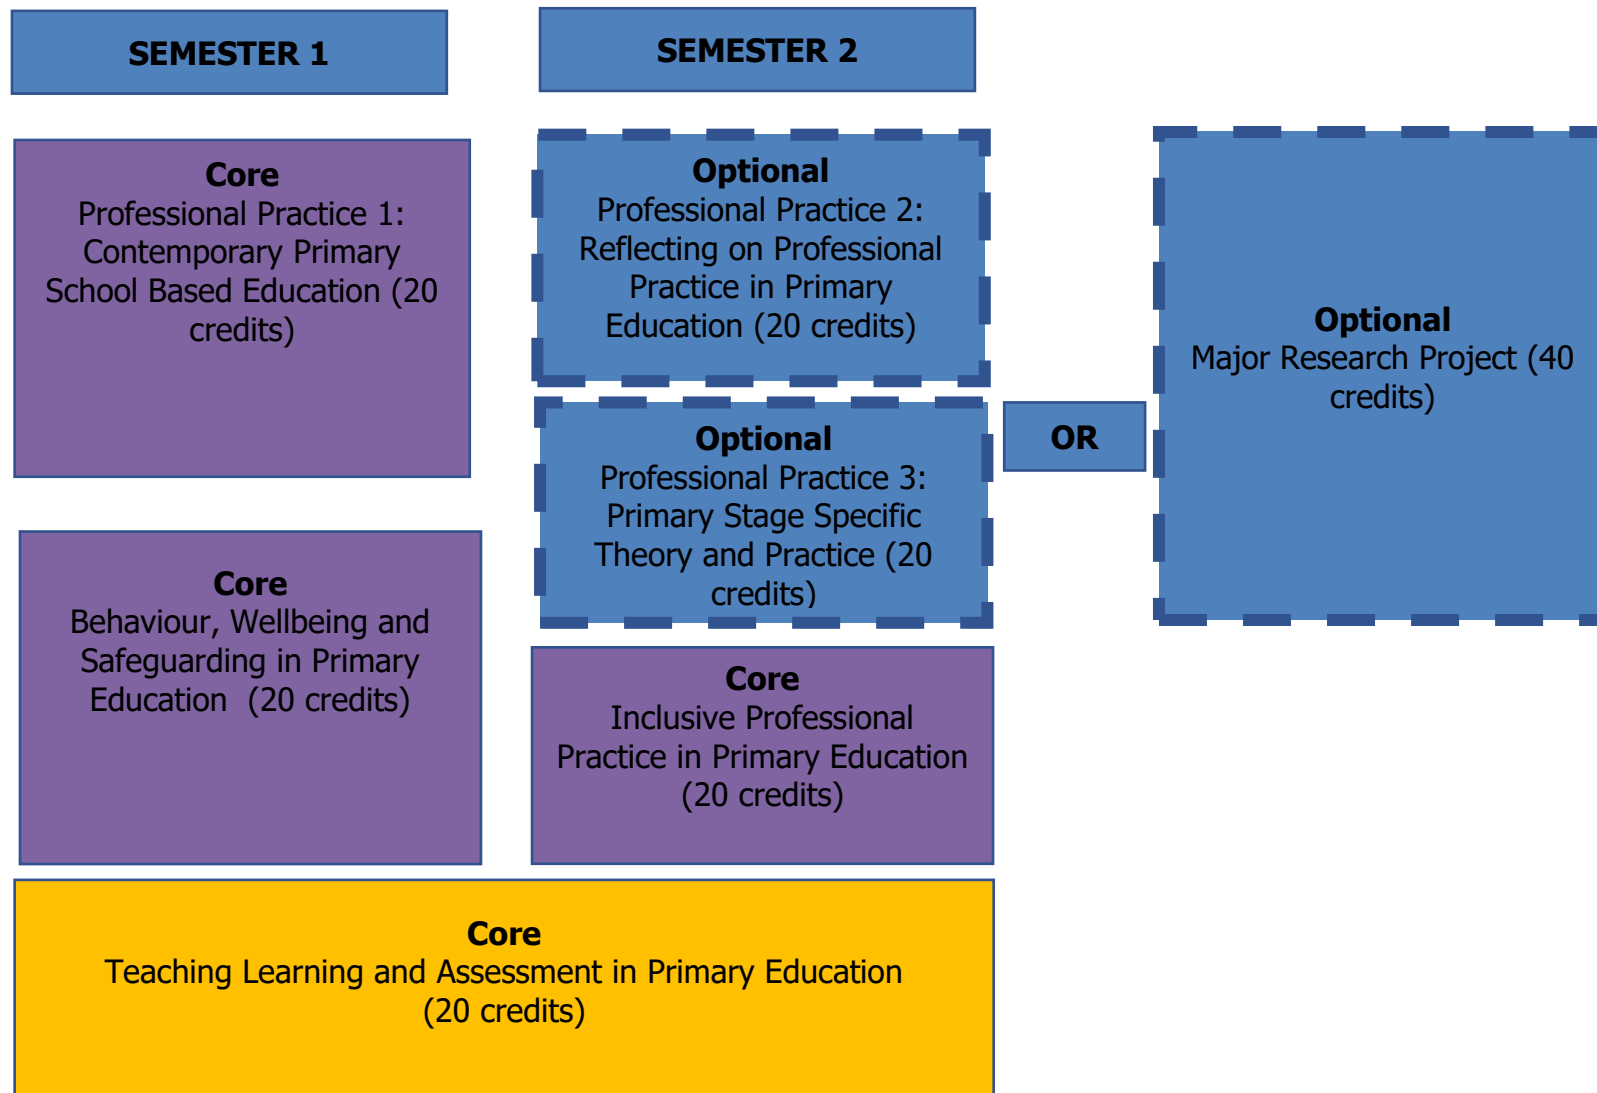 SEMESTER 1
SEMESTER 2
Core
Professional Practice 1:
Contemporary Primary
School Based Education (20
credits)
Optional
Professional Practice 2:
Reflecting on Professional
Practice in Primary
Education (20 credits)
Optional
Professional Practice 3:
Primary Stage Specific
Theory and Practice (20
credits)
OR
Optional
Major Research Project (40
credits)
Core
Behaviour, Wellbeing and
Safeguarding in Primary
Education  (20 credits)
Core
Inclusive Professional
Practice in Primary Education
(20 credits)
Core
Teaching Learning and Assessment in Primary Education
(20 credits)